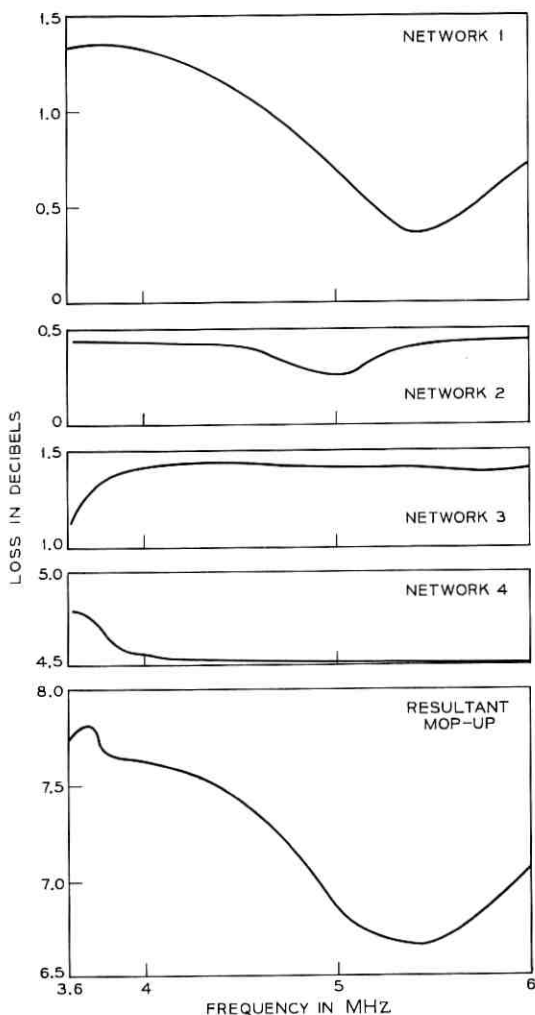 1.5
NETWORK 1
1.0
0.5
0
0.5
0
NETWORK 2
1.5
1.0
NETWORK 3
5.0
NETWORK 4
4.5
8.0
RESULTANT
MOP-UP
7.5
7.0
6.5
3.6
4
5
6
FREQUENCY IN MHZ
LOSS IN DECIBELS